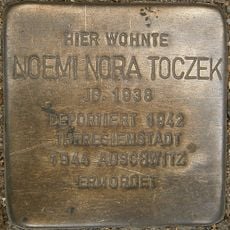 HIER WOHNTE
NOEMI NORA TOCZEK
JG. 1938
DEPORTIERT 1942
THERESIENSTADT
1944 AUSCHWITZ
ERMORDET